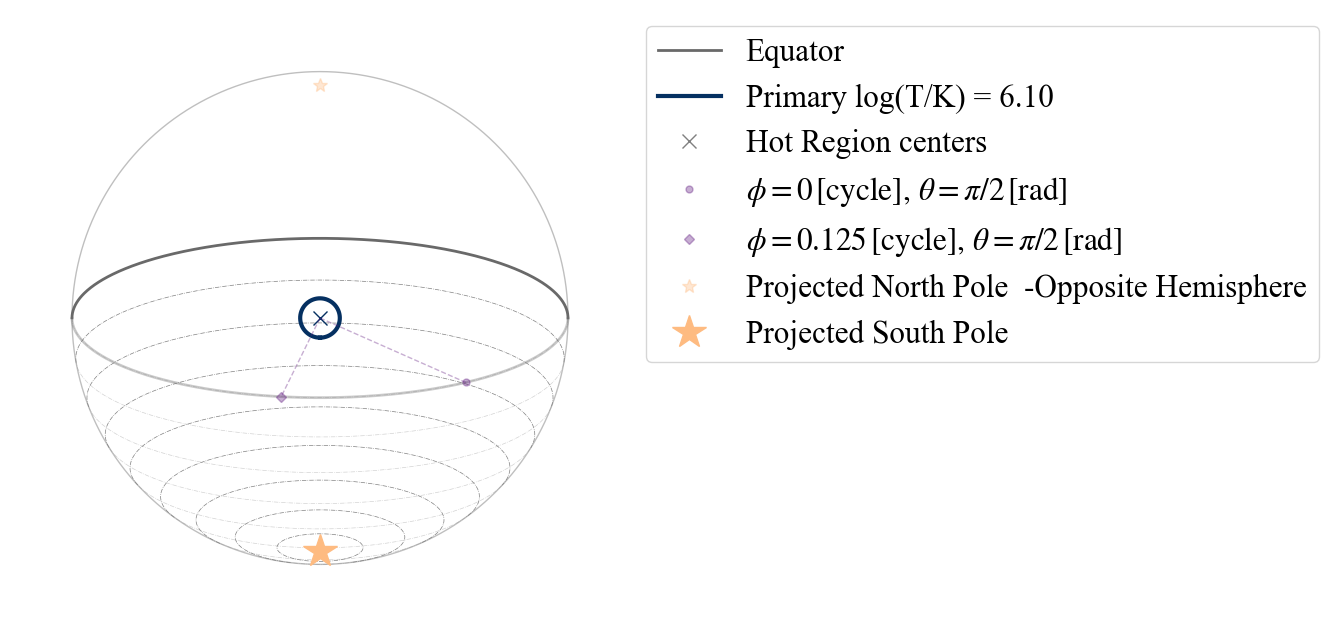 Equator
Primary log(T/K) = 6.10
Hot Region centers
ϕ = 0 [cycle], θ = π/2 [rad]
ϕ = 0.125 [cycle], θ = π/2 [rad]
Projected North Pole  -Opposite Hemisphere
Projected South Pole